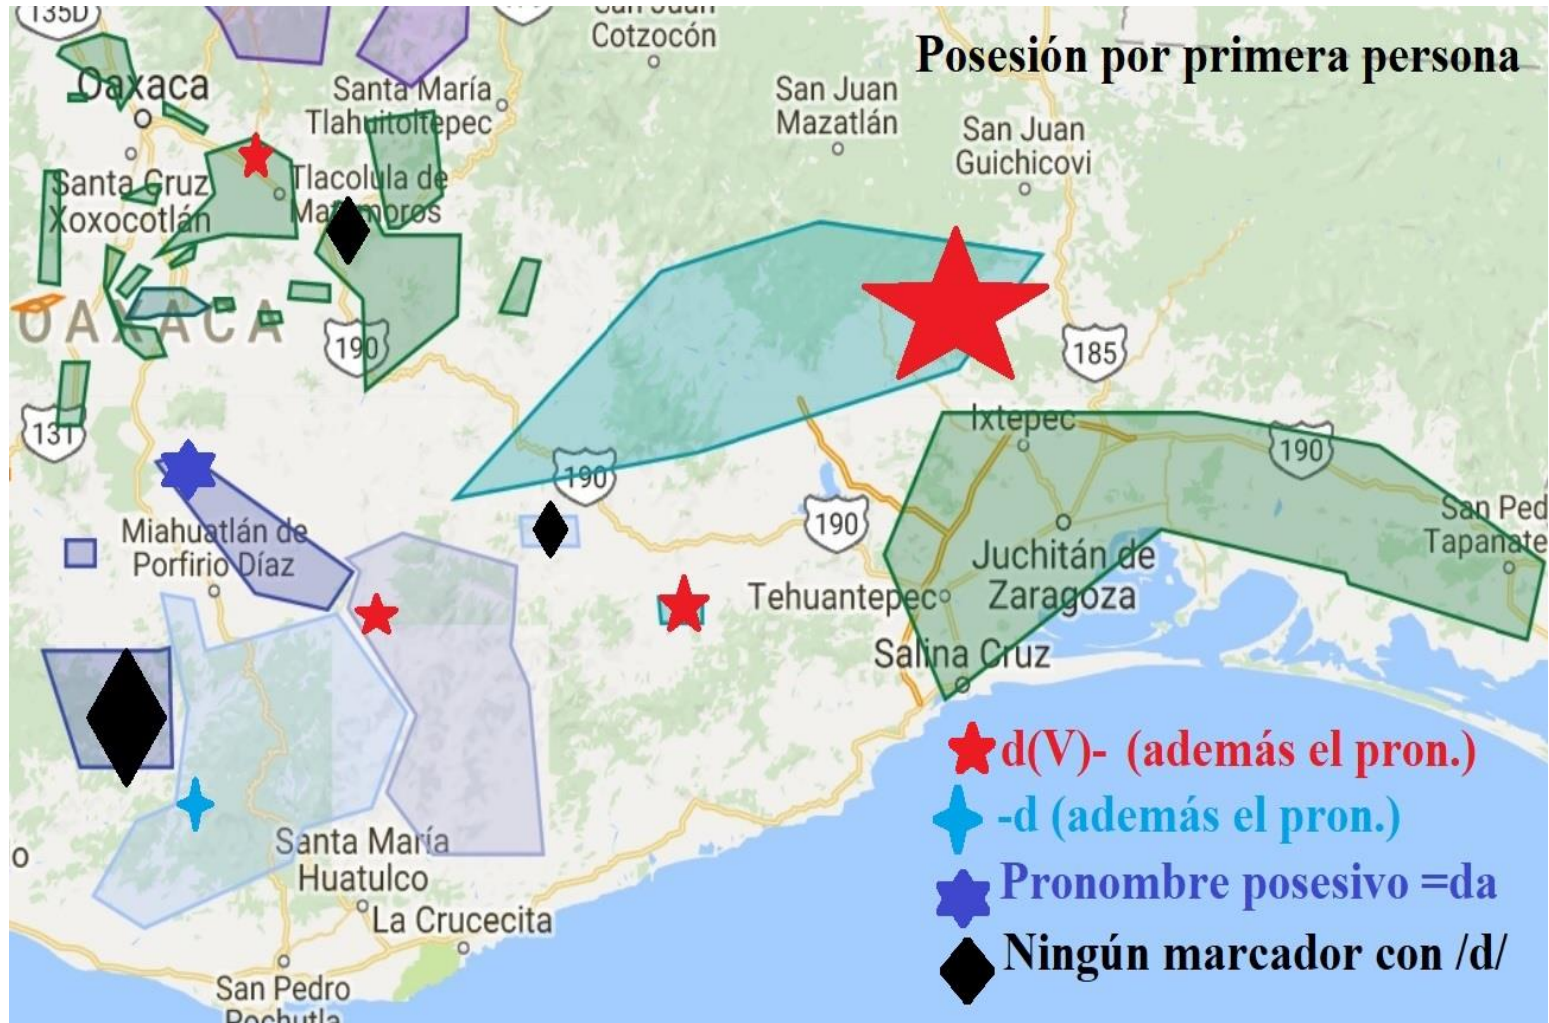 135D
San Juan
Cotzocón
Posesión por primera persona
Oaxaca
Santa María
Tlahuitoltepec
San Juan
Mazatlán
San Juan
Guichicovi
Santa Cruz
Xoxocotlán
Tlacolula de
Matamoros
OAXACA
190
185
131
Ixtepec
190
190
190
San Ped
Tapanate
Miahuatlán de
Porfirio Díaz
Juchitán de
Zaragoza
Tehuantepec
Salina Cruz
d(V)- (además el pron.)
-d (además el pron.)
Santa María
Huatulco
o
Pronombre posesivo =da
La Crucecita
Ningún marcador con /d/
San Pedro
Pochutla